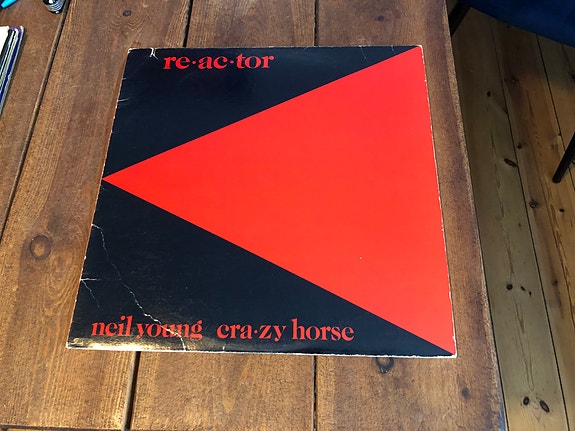 re·ac·tor
neil young cra·zy horse